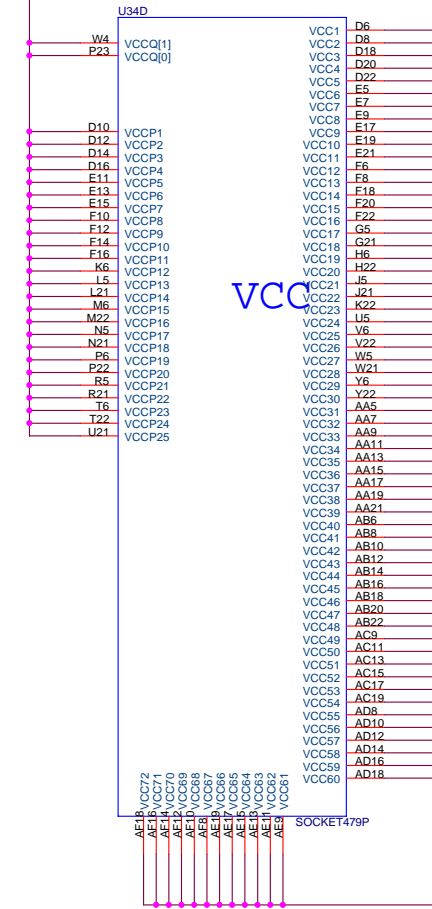 U34D
W4 VCCQ[1]
P23 VCCQ[0]
D10 VCCP1
D12 VCCP2
D14 VCCP3
D16 VCCP4
E11 VCCP5
E13 VCCP6
E15 VCCP7
F10 VCCP8
F12 VCCP9
F14 VCCP10
F16 VCCP11
K6 VCCP12
L5 VCCP13
L21 VCCP14
M6 VCCP15
M22 VCCP16
N5 VCCP17
N21 VCCP18
P6 VCCP19
P22 VCCP20
R5 VCCP21
R21 VCCP22
T6 VCCP23
T22 VCCP24
U21 VCCP25
VCC
VCC1 D6
VCC2 D8
VCC3 D18
VCC4 D20
VCC5 D22
VCC6 E5
VCC7 E7
VCC8 E9
VCC9 E17
VCC10 E19
VCC11 E21
VCC12 F6
VCC13 F8
VCC14 F18
VCC15 F20
VCC16 F22
VCC17 G5
VCC18 G21
VCC19 H6
VCC20 H22
VCC21 J5
VCC22 J21
VCC23 K22
VCC24 U5
VCC25 V6
VCC26 V22
VCC27 W5
VCC28 W21
VCC29 Y6
VCC30 Y22
VCC31 AA5
VCC32 AA7
VCC33 AA9
VCC34 AA11
VCC35 AA13
VCC36 AA15
VCC37 AA17
VCC38 AA19
VCC39 AA21
VCC40 AB6
VCC41 AB8
VCC42 AB10
VCC43 AB12
VCC44 AB14
VCC45 AB16
VCC46 AB18
VCC47 AB20
VCC48 AB22
VCC49 AC9
VCC50 AC11
VCC51 AC13
VCC52 AC15
VCC53 AC17
VCC54 AC19
VCC55 AD8
VCC56 AD10
VCC57 AD12
VCC58 AD14
VCC59 AD16
VCC60 AD18
AF18 VCC72
AF16 VCC71
AF14 VCC70
AF12 VCC69
AF10 VCC68
AF8 VCC67
AE19 VCC66
AE17 VCC65
AE15 VCC64
AE13 VCC63
AE11 VCC62
AE9 VCC61
SOCKET479P